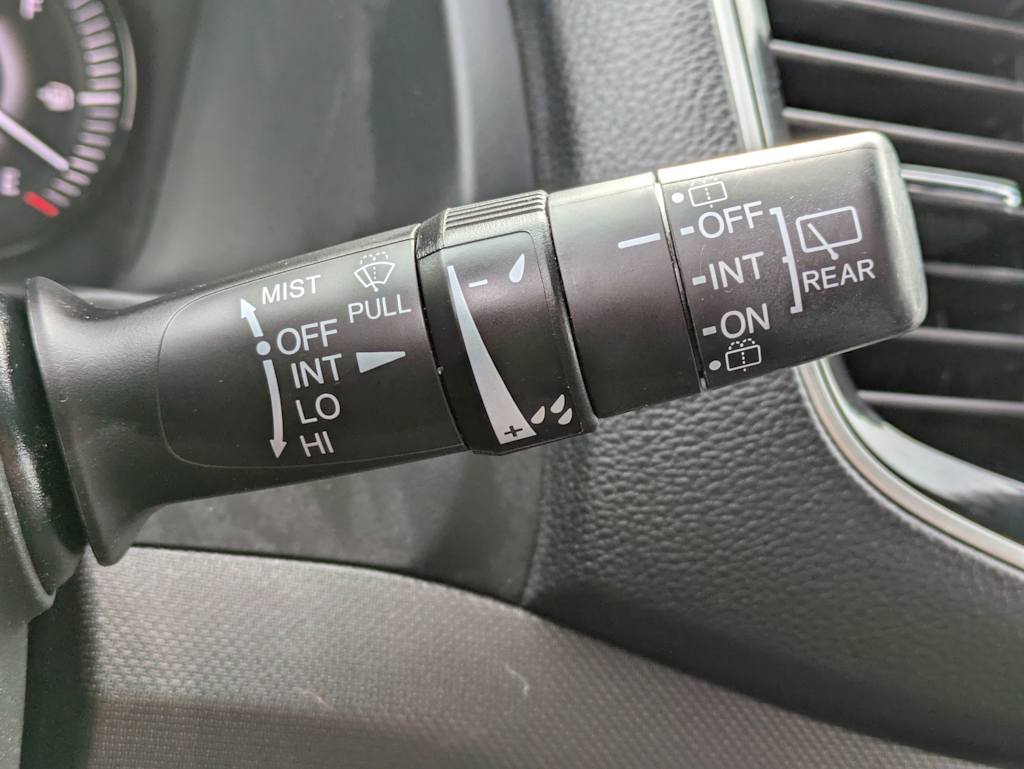 MIST
OFF
INT
LO
HI
PULL
-
+
OFF
INT
ON
REAR
F
E